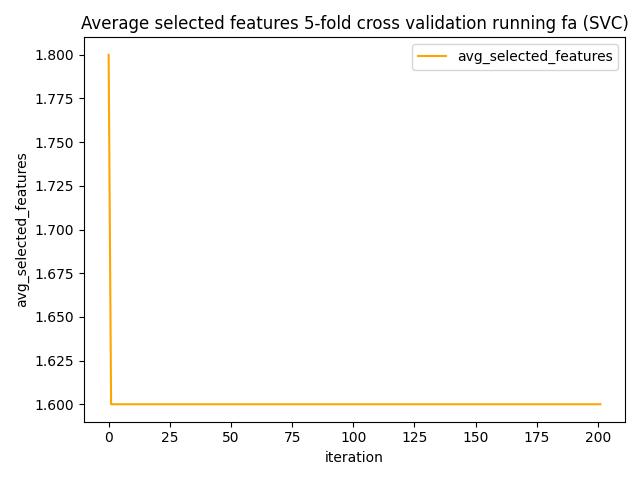 Average selected features 5-fold cross validation running fa (SVC)
avg_selected_features
1.800
1.775
1.750
1.725
1.700
1.675
1.650
1.625
1.600
avg_selected_features
0 25 50 75 100 125 150 175 200
iteration